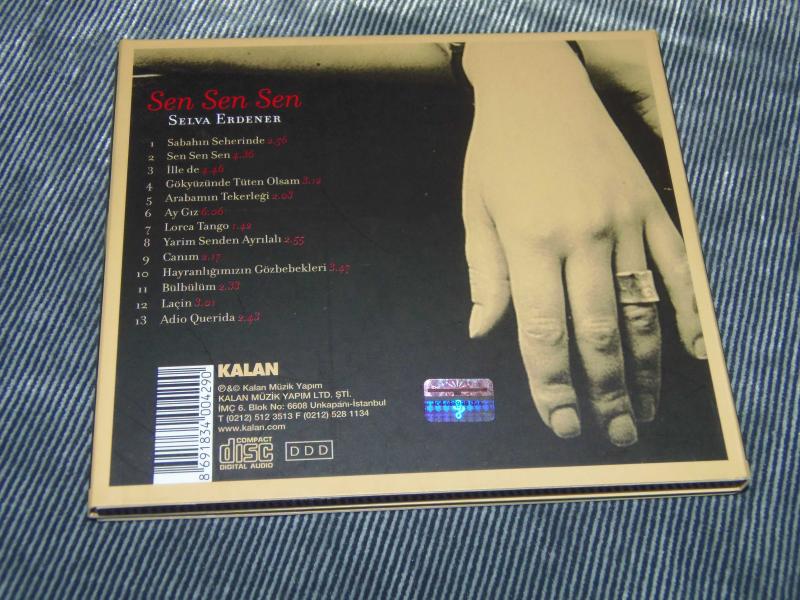 Sen Sen Sen
SELVA ERDENER
1 Sabahın Seherinde 2.56
2 Sen Sen Sen 4.36
3 İlle de 4.46
4 Gökyüzünde Tüten Olsam 3.12
5 Arabamın Tekerleği 2.03
6 Ay Gız 6.06
7 Lorca Tango 1.42
8 Yarim Senden Ayrılalı 2.55
9 Canım 2.17
10 Hayranlığımızın Gözbebekleri 3.47
11 Bülbülüm 2.33
12 Laçin 3.01
13 Adio Querida 2.43
KALAN
℗&© Kalan Müzik Yapım
KALAN MÜZİK YAPIM LTD. ŞTİ.
İMÇ 6. Blok No: 6608 Unkapanı-İstanbul
T (0212) 512 3513 F (0212) 528 1134
www.kalan.com
COMPACT
disc
DIGITAL AUDIO
DDD
8 691834 004290